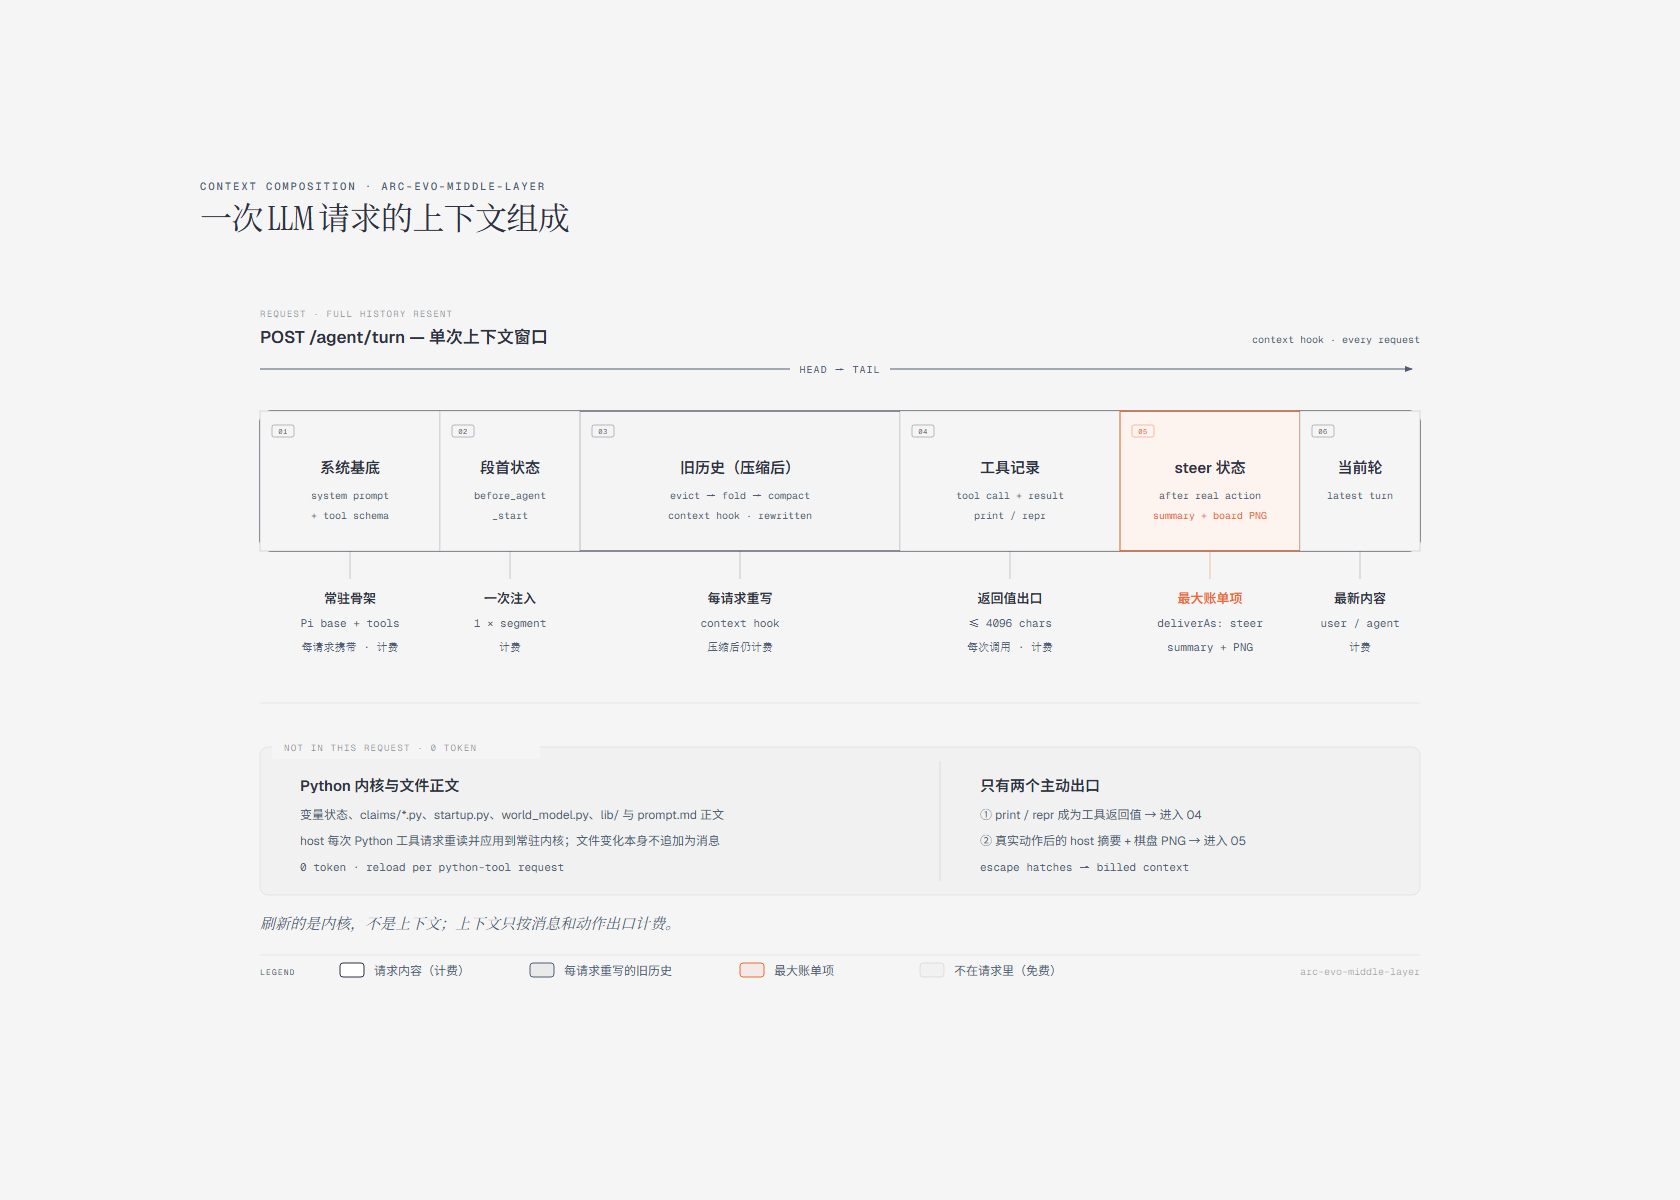 CONTEXT COMPOSITION · ARC-EVO-MIDDLE-LAYER
一次 LLM 请求的上下文组成
REQUEST · FULL HISTORY RESENT
POST /agent/turn — 单次上下文窗口
context hook · every request
HEAD → TAIL
01
系统基底
system prompt
+ tool schema
02
段首状态
before_agent
_start
03
旧历史（压缩后）
evict → fold → compact
context hook · rewritten
04
工具记录
tool call + result
print / repr
05
steer 状态
after real action
summary + board PNG
06
当前轮
latest turn
常驻骨架
Pi base + tools
每请求携带 · 计费
一次注入
1 × segment
计费
每请求重写
context hook
压缩后仍计费
返回值出口
≤ 4096 chars
每次调用 · 计费
最大账单项
deliverAs: steer
summary + PNG
最新内容
user / agent
计费
NOT IN THIS REQUEST · 0 TOKEN
Python 内核与文件正文
变量状态、claims/*.py、startup.py、world_model.py、lib/ 与 prompt.md 正文
host 每次 Python 工具请求重读并应用到常驻内核；文件变化本身不追加为消息
0 token · reload per python-tool request
只有两个主动出口
① print / repr 成为工具返回值 → 进入 04
② 真实动作后的 host 摘要 + 棋盘 PNG → 进入 05
escape hatches → billed context
刷新的是内核，不是上下文；上下文只按消息和动作出口计费。
LEGEND
请求内容（计费）
每请求重写的旧历史
最大账单项
不在请求里（免费）
arc-evo-middle-layer